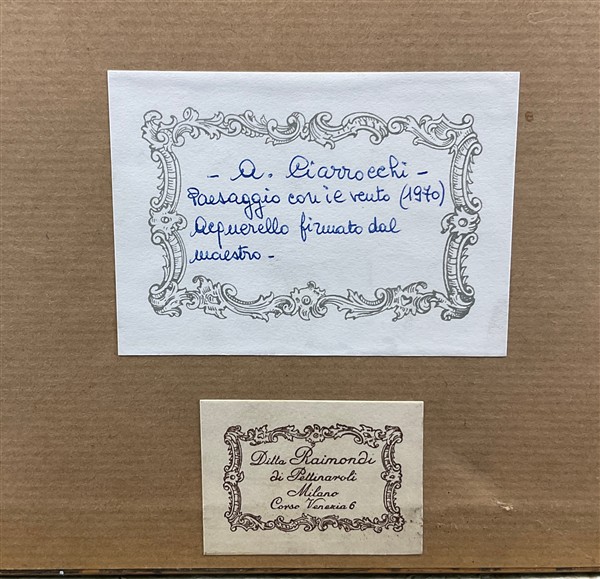 - A. Ciarrocchi -
Paesaggio con il vento (1970)
Acquerello firmato dal
maestro -
Ditta Raimondi
di Pettinaroli
Milano
Corso Venezia 6